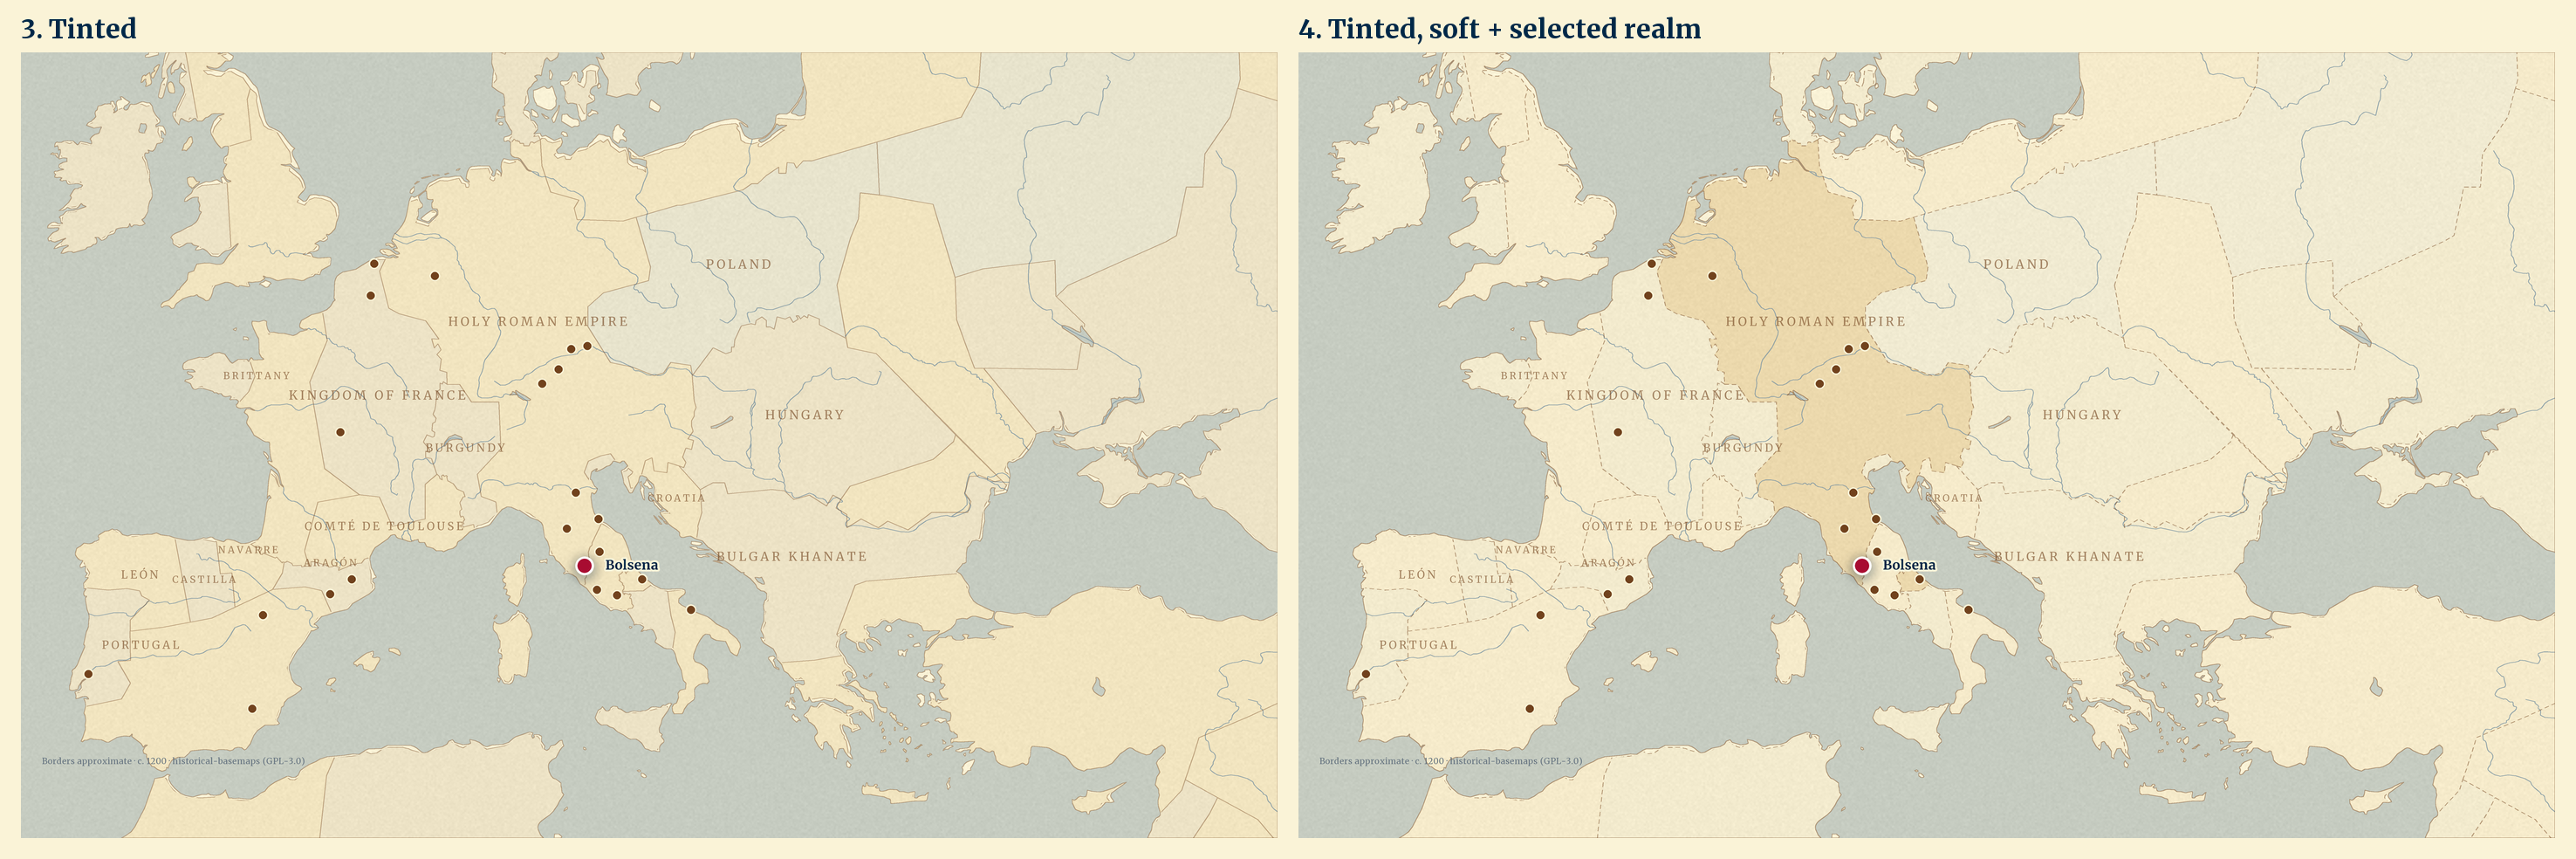 3. Tinted
POLAND
HOLY ROMAN EMPIRE
BRITTANY
KINGDOM OF FRANCE
HUNGARY
BURGUNDY
CROATIA
COMTÉ DE TOULOUSE
NAVARRE
BULGAR KHANATE
ARAGÓN
Bolsena
LEÓN
CASTILLA
PORTUGAL
Borders approximate · c. 1200 · historical-basemaps (GPL-3.0)
4. Tinted, soft + selected realm
POLAND
HOLY ROMAN EMPIRE
BRITTANY
KINGDOM OF FRANCE
HUNGARY
BURGUNDY
CROATIA
COMTÉ DE TOULOUSE
NAVARRE
BULGAR KHANATE
ARAGÓN
Bolsena
LEÓN
CASTILLA
PORTUGAL
Borders approximate · c. 1200 · historical-basemaps (GPL-3.0)